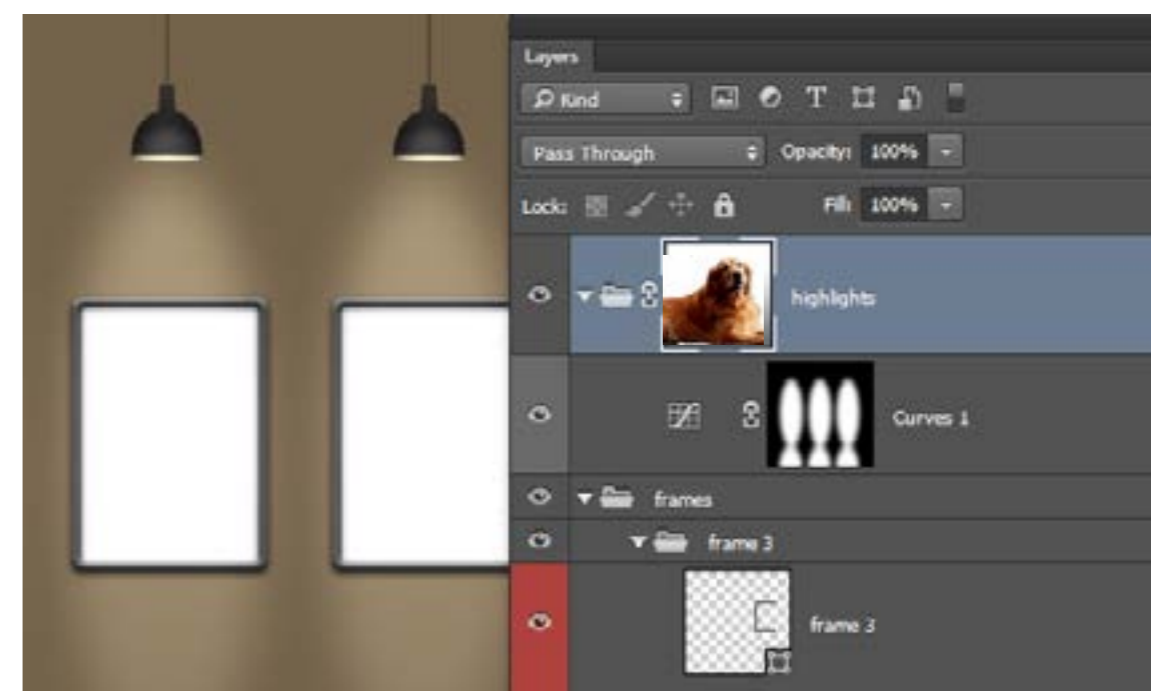 Layers
Kind
T
Pass Through Opacity: 100%
Lock: Fill: 100%
highlights
Curves 1
frames
frame 3
frame 3